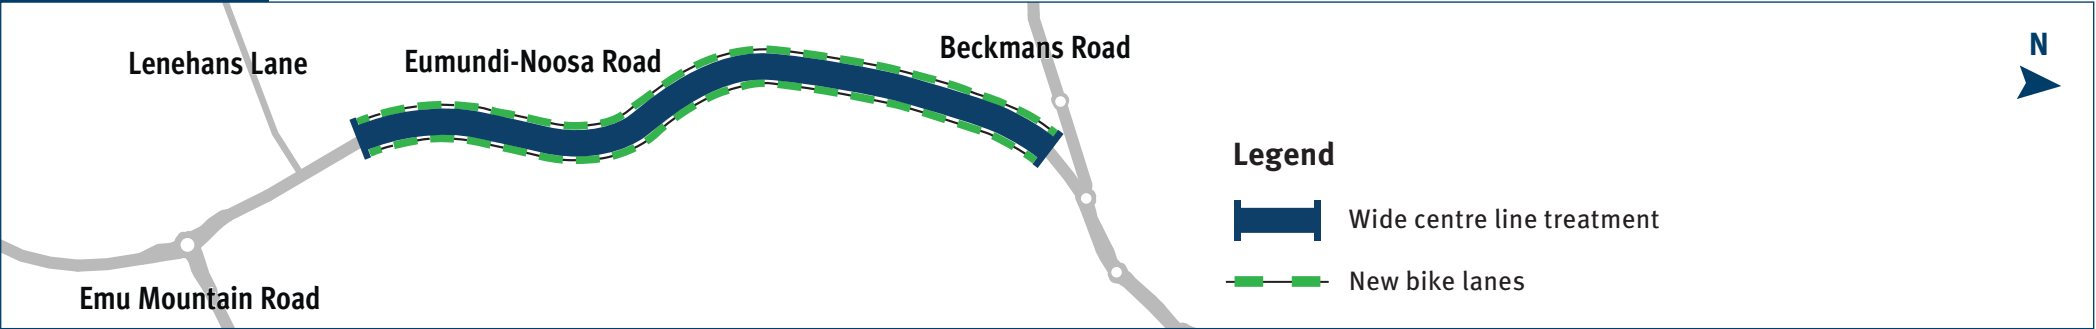 Lenehans Lane
Eumundi-Noosa Road
Beckmans Road
N
Emu Mountain Road
Legend
Wide centre line treatment
New bike lanes